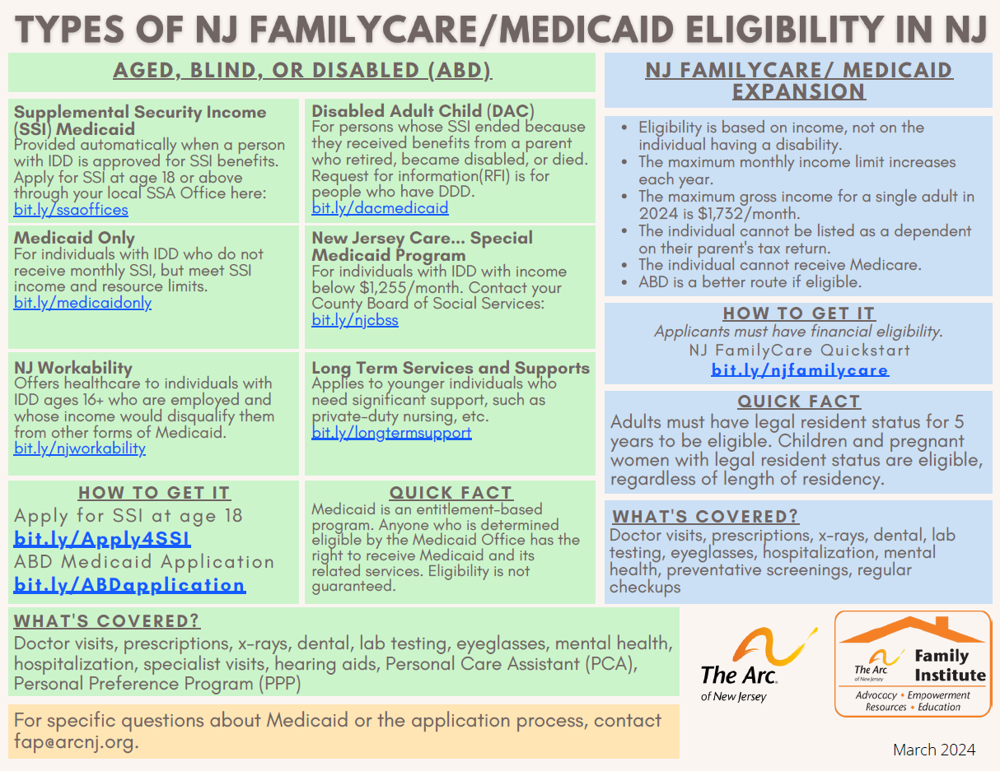 TYPES OF NJ FAMILYCARE/MEDICAID ELIGIBILITY IN NJ
AGED, BLIND, OR DISABLED (ABD)
Supplemental Security Income
(SSI) Medicaid
Provided automatically when a person
with IDD is approved for SSI benefits.
Apply for SSI at age 18 or above
through your local SSA Office here:
bit.ly/ssaoffices
Disabled Adult Child (DAC)
For persons whose SSI ended because
they received benefits from a parent
who retired, became disabled, or died.
Request for information(RFI) is for
people who have DDD.
bit.ly/dacmedicaid
Medicaid Only
For individuals with IDD who do not
receive monthly SSI, but meet SSI
income and resource limits.
bit.ly/medicaidonly
New Jersey Care... Special
Medicaid Program
For individuals with IDD with income
below $1,255/month. Contact your
County Board of Social Services:
bit.ly/njcbss
NJ Workability
Offers healthcare to individuals with
IDD ages 16+ who are employed and
whose income would disqualify them
from other forms of Medicaid.
bit.ly/njworkability
Long Term Services and Supports
Applies to younger individuals who
need significant support, such as
private-duty nursing, etc.
bit.ly/longtermsupport
HOW TO GET IT
Apply for SSI at age 18
bit.ly/Apply4SSI
ABD Medicaid Application
bit.ly/ABDapplication
QUICK FACT
Medicaid is an entitlement-based
program. Anyone who is determined
eligible by the Medicaid Office has the
right to receive Medicaid and its
related services. Eligibility is not
guaranteed.
WHAT'S COVERED?
Doctor visits, prescriptions, x-rays, dental, lab testing, eyeglasses, mental health,
hospitalization, specialist visits, hearing aids, Personal Care Assistant (PCA),
Personal Preference Program (PPP)
For specific questions about Medicaid or the application process, contact
fap@arcnj.org.
NJ FAMILYCARE/ MEDICAID
EXPANSION
• Eligibility is based on income, not on the
individual having a disability.
• The maximum monthly income limit increases
each year.
• The maximum gross income for a single adult in
2024 is $1,732/month.
• The individual cannot be listed as a dependent
on their parent's tax return.
• The individual cannot receive Medicare.
• ABD is a better route if eligible.
HOW TO GET IT
Applicants must have financial eligibility.
NJ FamilyCare Quickstart
bit.ly/njfamilycare
QUICK FACT
Adults must have legal resident status for 5
years to be eligible. Children and pregnant
women with legal resident status are eligible,
regardless of length of residency.
WHAT'S COVERED?
Doctor visits, prescriptions, x-rays, dental, lab
testing, eyeglasses, hospitalization, mental
health, preventative screenings, regular
checkups
The Arc.
of New Jersey
The Arc
of New Jersey
Family
Institute
Advocacy • Empowerment
Resources • Education
March 2024